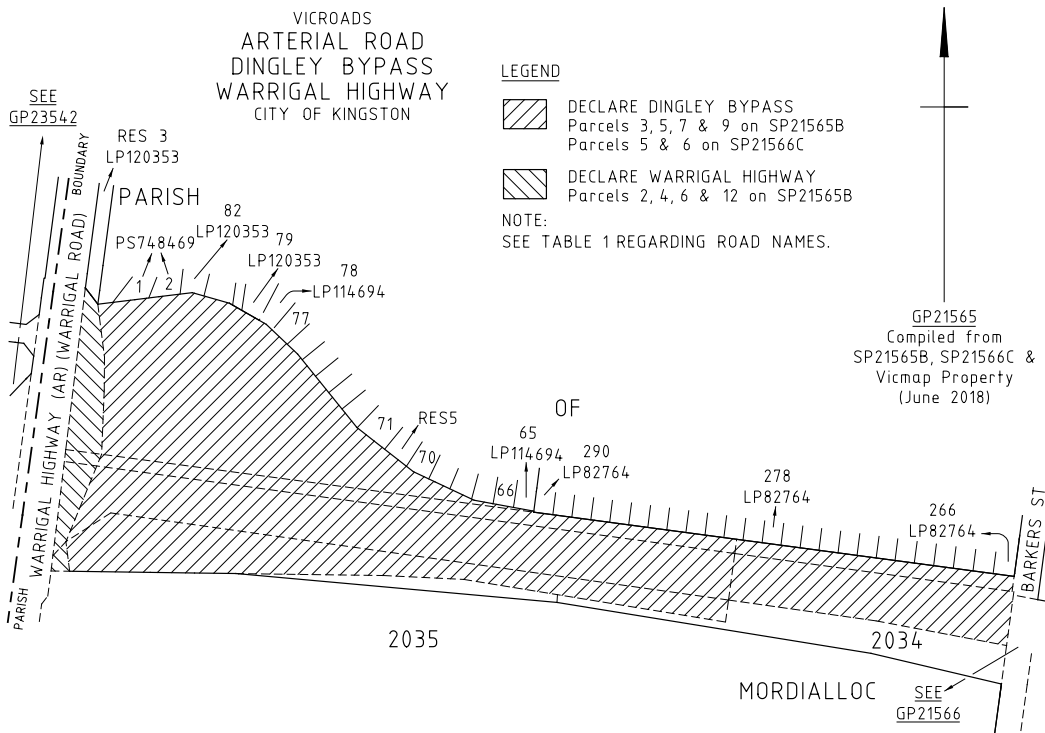 VICROADS
ARTERIAL ROAD
DINGLEY BYPASS
WARRIGAL HIGHWAY
CITY OF KINGSTON
LEGEND
DECLARE DINGLEY BYPASS
Parcels 3, 5, 7 & 9 on SP21565B
Parcels 5 & 6 on SP21566C
DECLARE WARRIGAL HIGHWAY
Parcels 2, 4, 6 & 12 on SP21565B
NOTE:
SEE TABLE 1 REGARDING ROAD NAMES.
SEE
GP23542
RES 3
LP120353
BOUNDARY
PARISH
PS748469
1
2
82
LP120353
79
LP120353
78
LP114694
77
71
RES5
70
66
65
LP114694
OF
290
LP82764
278
LP82764
266
LP82764
BARKERS ST
GP21565
Compiled from
SP21565B, SP21566C &
Vicmap Property
(June 2018)
WARRIGAL HIGHWAY (AR) (WARRIGAL ROAD)
PARISH
2035
2034
MORDIALLOC
SEE
GP21566